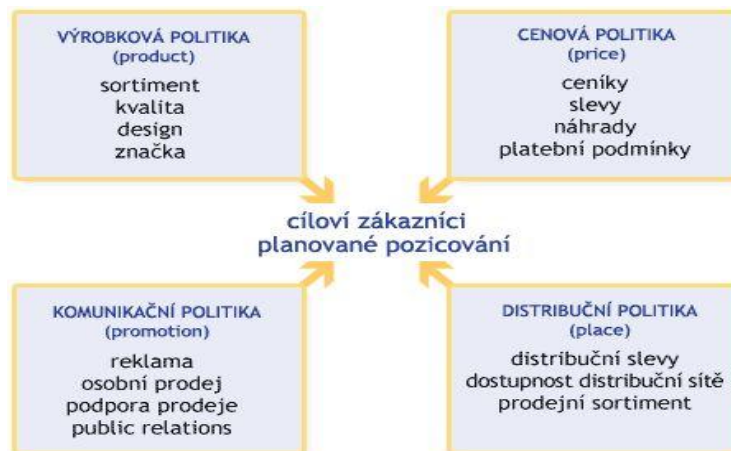 VÝROBKOVÁ POLITIKA
(product)
sortiment
kvalita
design
značka
CENOVÁ POLITIKA
(price)
ceníky
slevy
náhrady
platební podmínky
cíloví zákazníci
planované pozicování
KOMUNIKAČNÍ POLITIKA
(promotion)
reklama
osobní prodej
podpora prodeje
public relations
DISTRIBUČNÍ POLITIKA
(place)
distribuční slevy
dostupnost distribuční sítě
prodejní sortiment